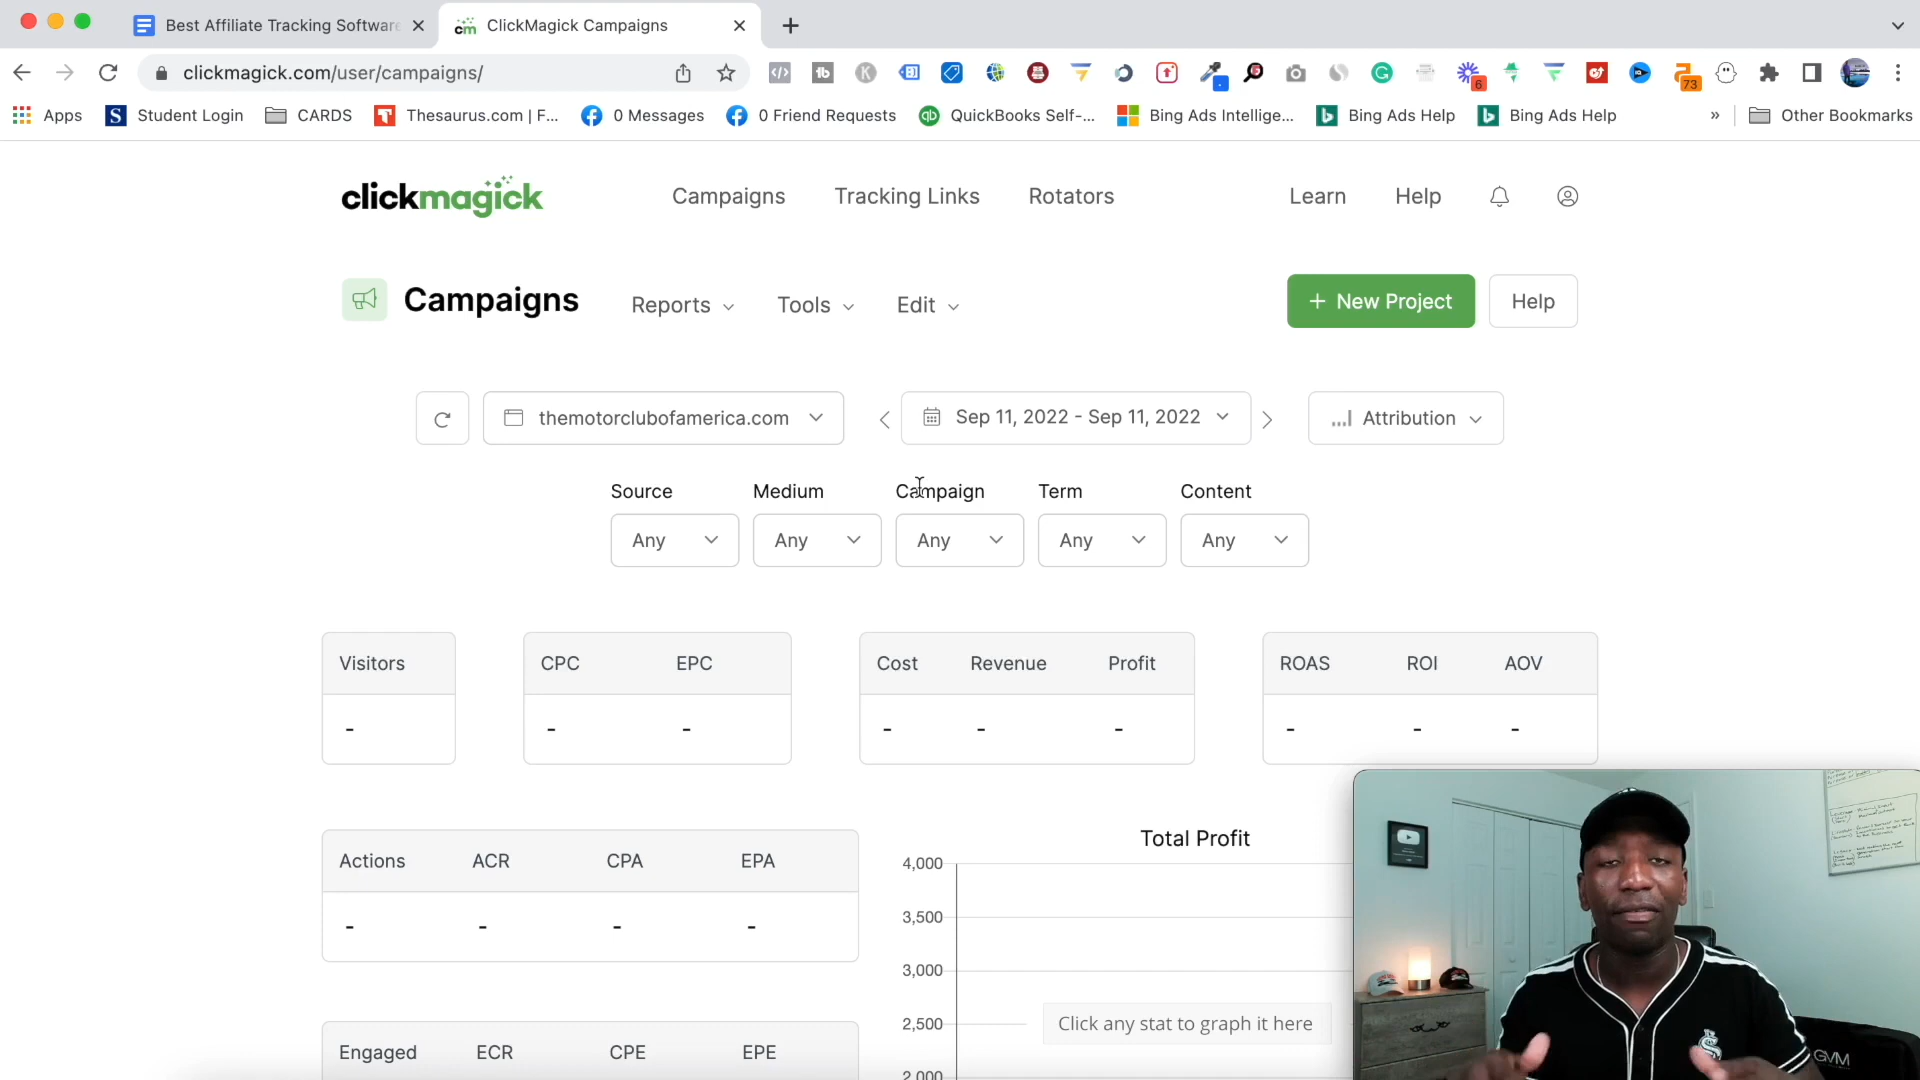 Best Affiliate Tracking Software
ClickMagick Campaigns
clickmagick.com/user/campaigns/
6
73
Apps
Student Login
CARDS
Thesaurus.com | F...
0 Messages
0 Friend Requests
QuickBooks Self-...
Bing Ads Intellige...
Bing Ads Help
Bing Ads Help
»
Other Bookmarks
clickmagick
Campaigns
Tracking Links
Rotators
Learn
Help
Campaigns
Reports
Tools
Edit
+ New Project
Help
themotorclubofamerica.com
Sep 11, 2022 - Sep 11, 2022
Attribution
Source
Medium
Campaign
Term
Content
Any
Any
Any
Any
Any
Visitors
CPC
EPC
Cost
Revenue
Profit
ROAS
ROI
AOV
-
-
-
-
-
-
-
-
-
Actions
ACR
CPA
EPA
-
-
-
-
Total Profit
4,000
3,500
3,000
2,500
2,000
Click any stat to graph it here
Engaged
ECR
CPE
EPE
GVM